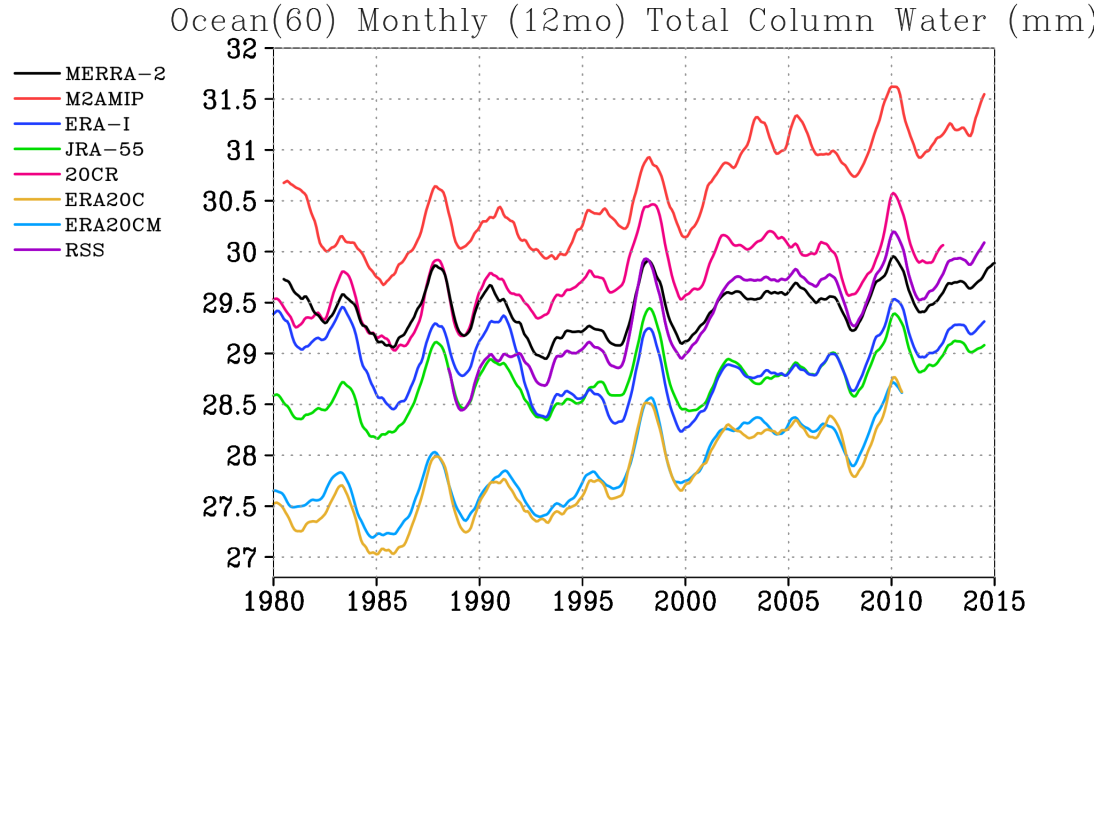 Ocean(60) Monthly (12mo) Total Column Water (mm)
MERRA-2
M2AMIP
ERA-I
JRA-55
20CR
ERA20C
ERA20CM
RSS
32
31.5
31
30.5
30
29.5
29
28.5
28
27.5
27
1980 1985 1990 1995 2000 2005 2010 2015